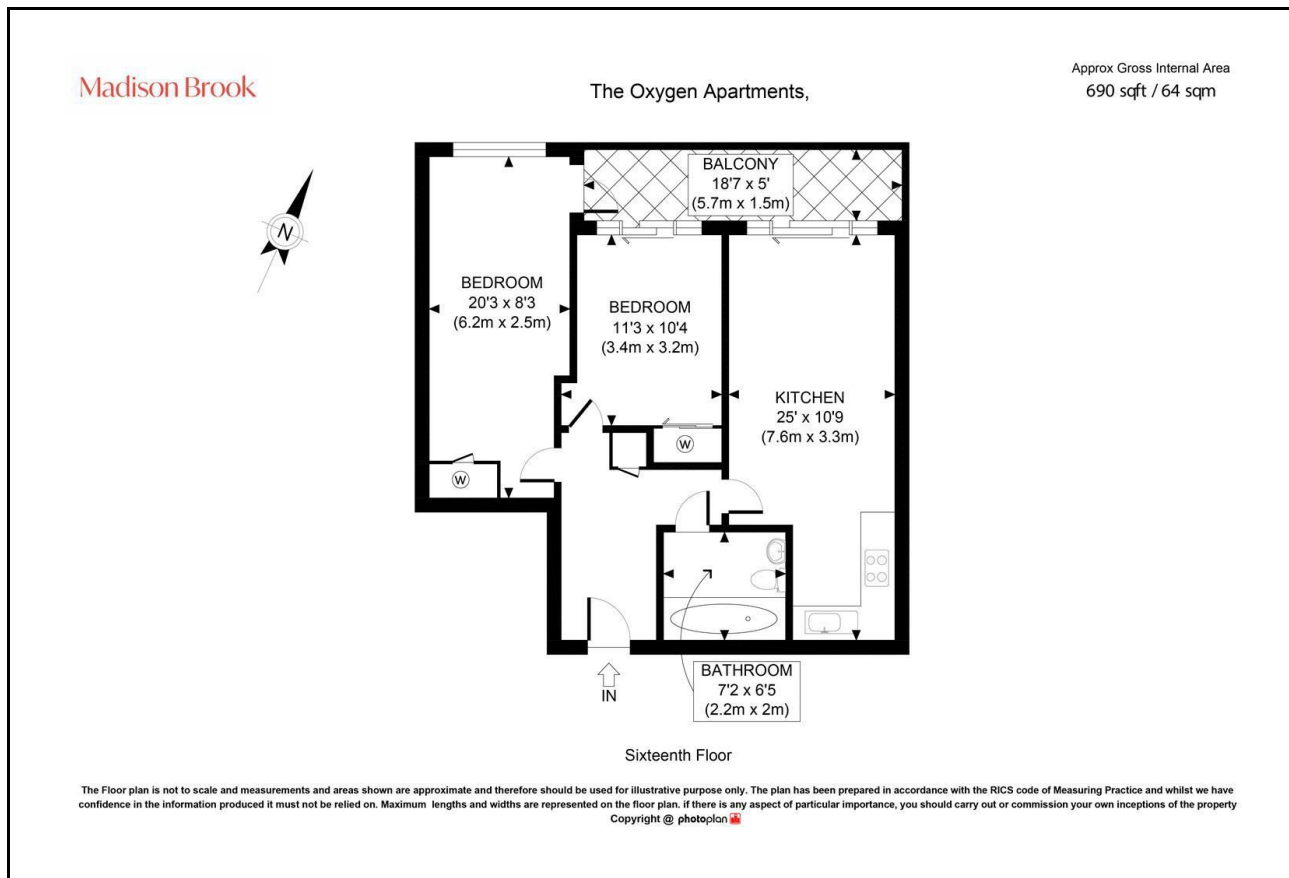 Madison Brook
The Oxygen Apartments,
Approx Gross Internal Area
690 sqft / 64 sqm
N
BALCONY
18'7 x 5'
(5.7m x 1.5m)
BEDROOM
20'3 x 8'3
(6.2m x 2.5m)
BEDROOM
11'3 x 10'4
(3.4m x 3.2m)
KITCHEN
25' x 10'9
(7.6m x 3.3m)
W
W
IN
BATHROOM
7'2 x 6'5
(2.2m x 2m)
Sixteenth Floor
The Floor plan is not to scale and measurements and areas shown are approximate and therefore should be used for illustrative purpose only. The plan has been prepared in accordance with the RICS code of Measuring Practice and whilst we have
confidence in the information produced it must not be relied on. Maximum lengths and widths are represented on the floor plan. if there is any aspect of particular importance, you should carry out or commission your own inceptions of the property
Copyright @ photoplan